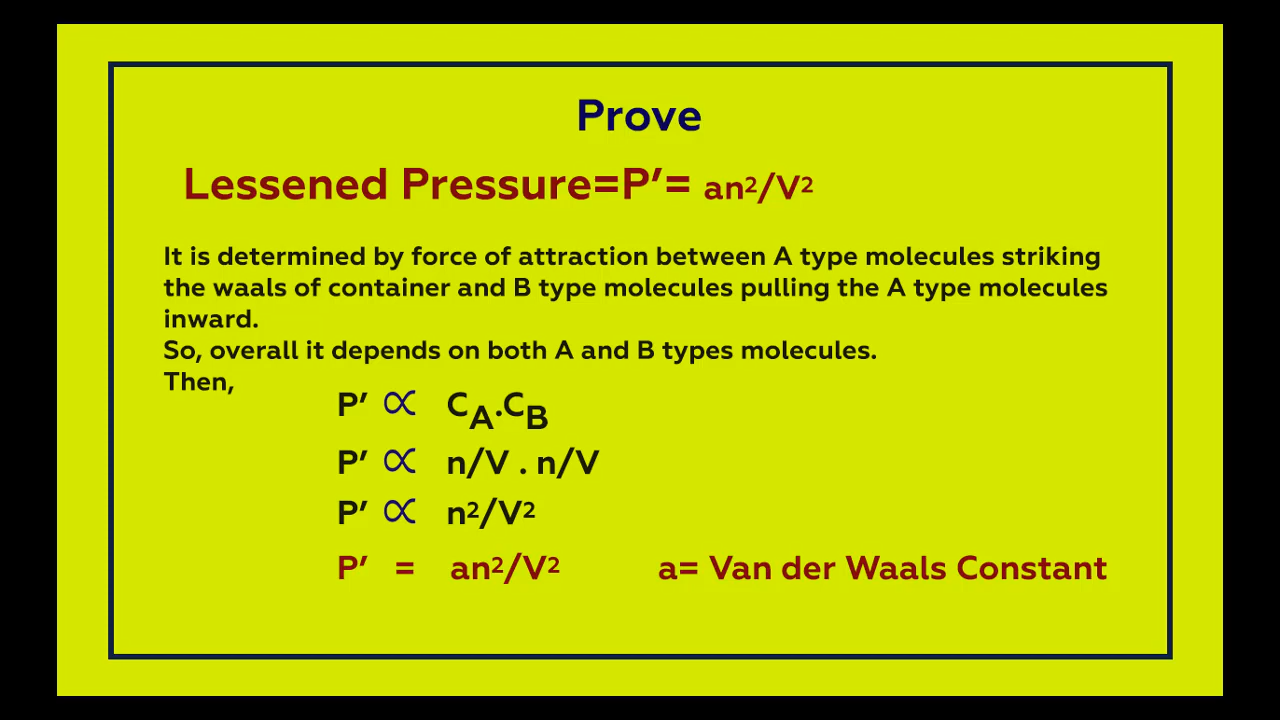 Prove
Lessened Pressure=P’= an²/V²
It is determined by force of attraction between A type molecules striking
the waals of container and B type molecules pulling the A type molecules
inward.
So, overall it depends on both A and B types molecules.
Then,
P’ ∝ C_A.C_B
P’ ∝ n/V . n/V
P’ ∝ n²/V²
P’ = an²/V² a= Van der Waals Constant